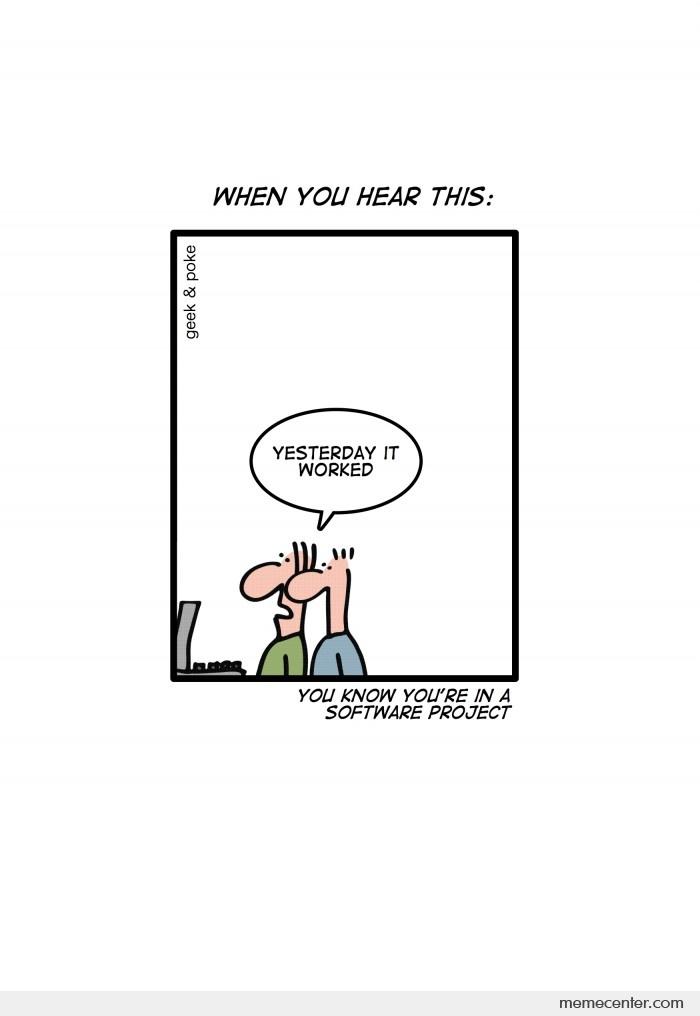 WHEN YOU HEAR THIS:
geek & poke
YESTERDAY IT
WORKED
YOU KNOW YOU'RE IN A
SOFTWARE PROJECT
memecenter.com